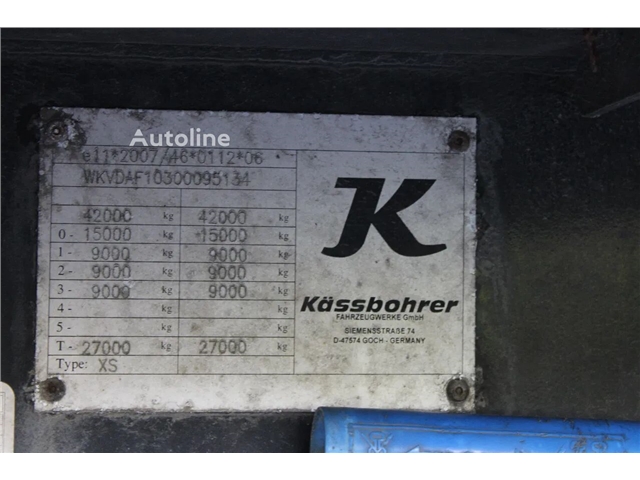 Autoline
e11*2007/46*0112*06
WKVDAF10300095134
42000 kg 42000 kg
0- 15000 kg 15000 kg
1- 9000 kg 9000 kg
2- 9000 kg 9000 kg
3- 9000 kg 9000 kg
4- kg kg
5- kg kg
T- 27000 kg 27000 kg
Type: XS
K
Kässbohrer
FAHRZEUGWERKE GmbH
SIEMENSSTRAßE 74
D-47574 GOCH - GERMANY